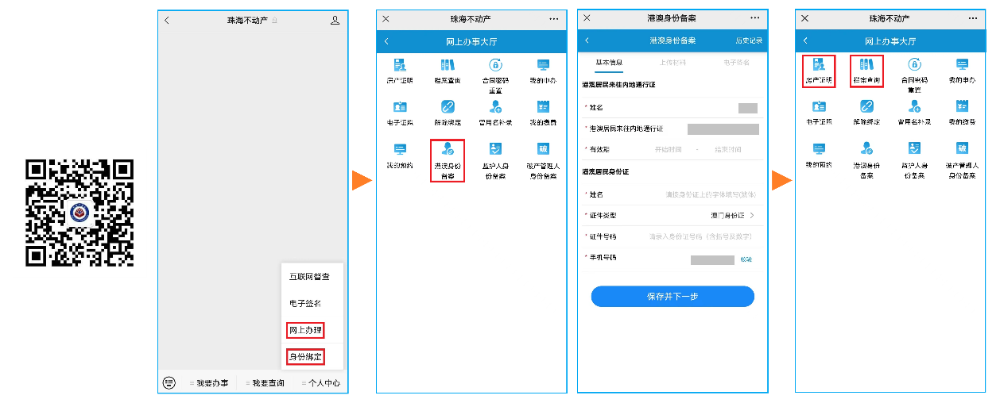 珠海不动产
互联网督查
电子签名
网上办理
身份绑定
我要办事
我要查询
个人中心
珠海不动产
网上办事大厅
房产证明
档案查询
合同密码
重置
我的申办
电子证照
解除绑定
曾用名补录
我的缴费
我的预约
港澳身份
备案
监护人身
份备案
破
破产管理人
身份备案
港澳身份备案
港澳身份备案
历史记录
基本信息
上传材料
电子签名
港澳居民来往内地通行证
* 姓名
* 港澳居民来往内地通行证
* 有效期
开始时间 - 结束时间
港澳居民身份证
* 姓名
请按身份证上的字体填写(繁体)
* 证件类型
澳门身份证
* 证件号码
请录入身份证号码（含括号及数字）
* 手机号码
校验
保存并下一步
珠海不动产
网上办事大厅
房产证明
档案查询
合同密码
重置
我的申办
电子证照
解除绑定
曾用名补录
我的缴费
我的预约
港澳身份
备案
监护人身
份备案
破
破产管理人
身份备案